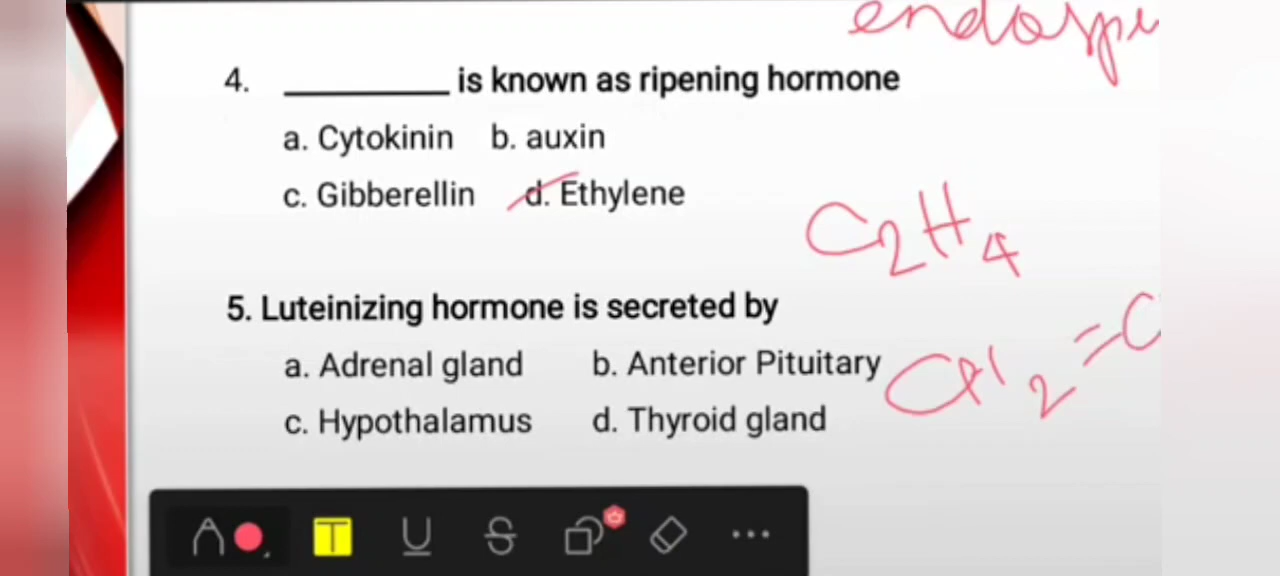 4. ________ is known as ripening hormone
a. Cytokinin b. auxin
c. Gibberellin d. Ethylene
C2H4
5. Luteinizing hormone is secreted by
a. Adrenal gland b. Anterior Pituitary
CH2=C
c. Hypothalamus d. Thyroid gland